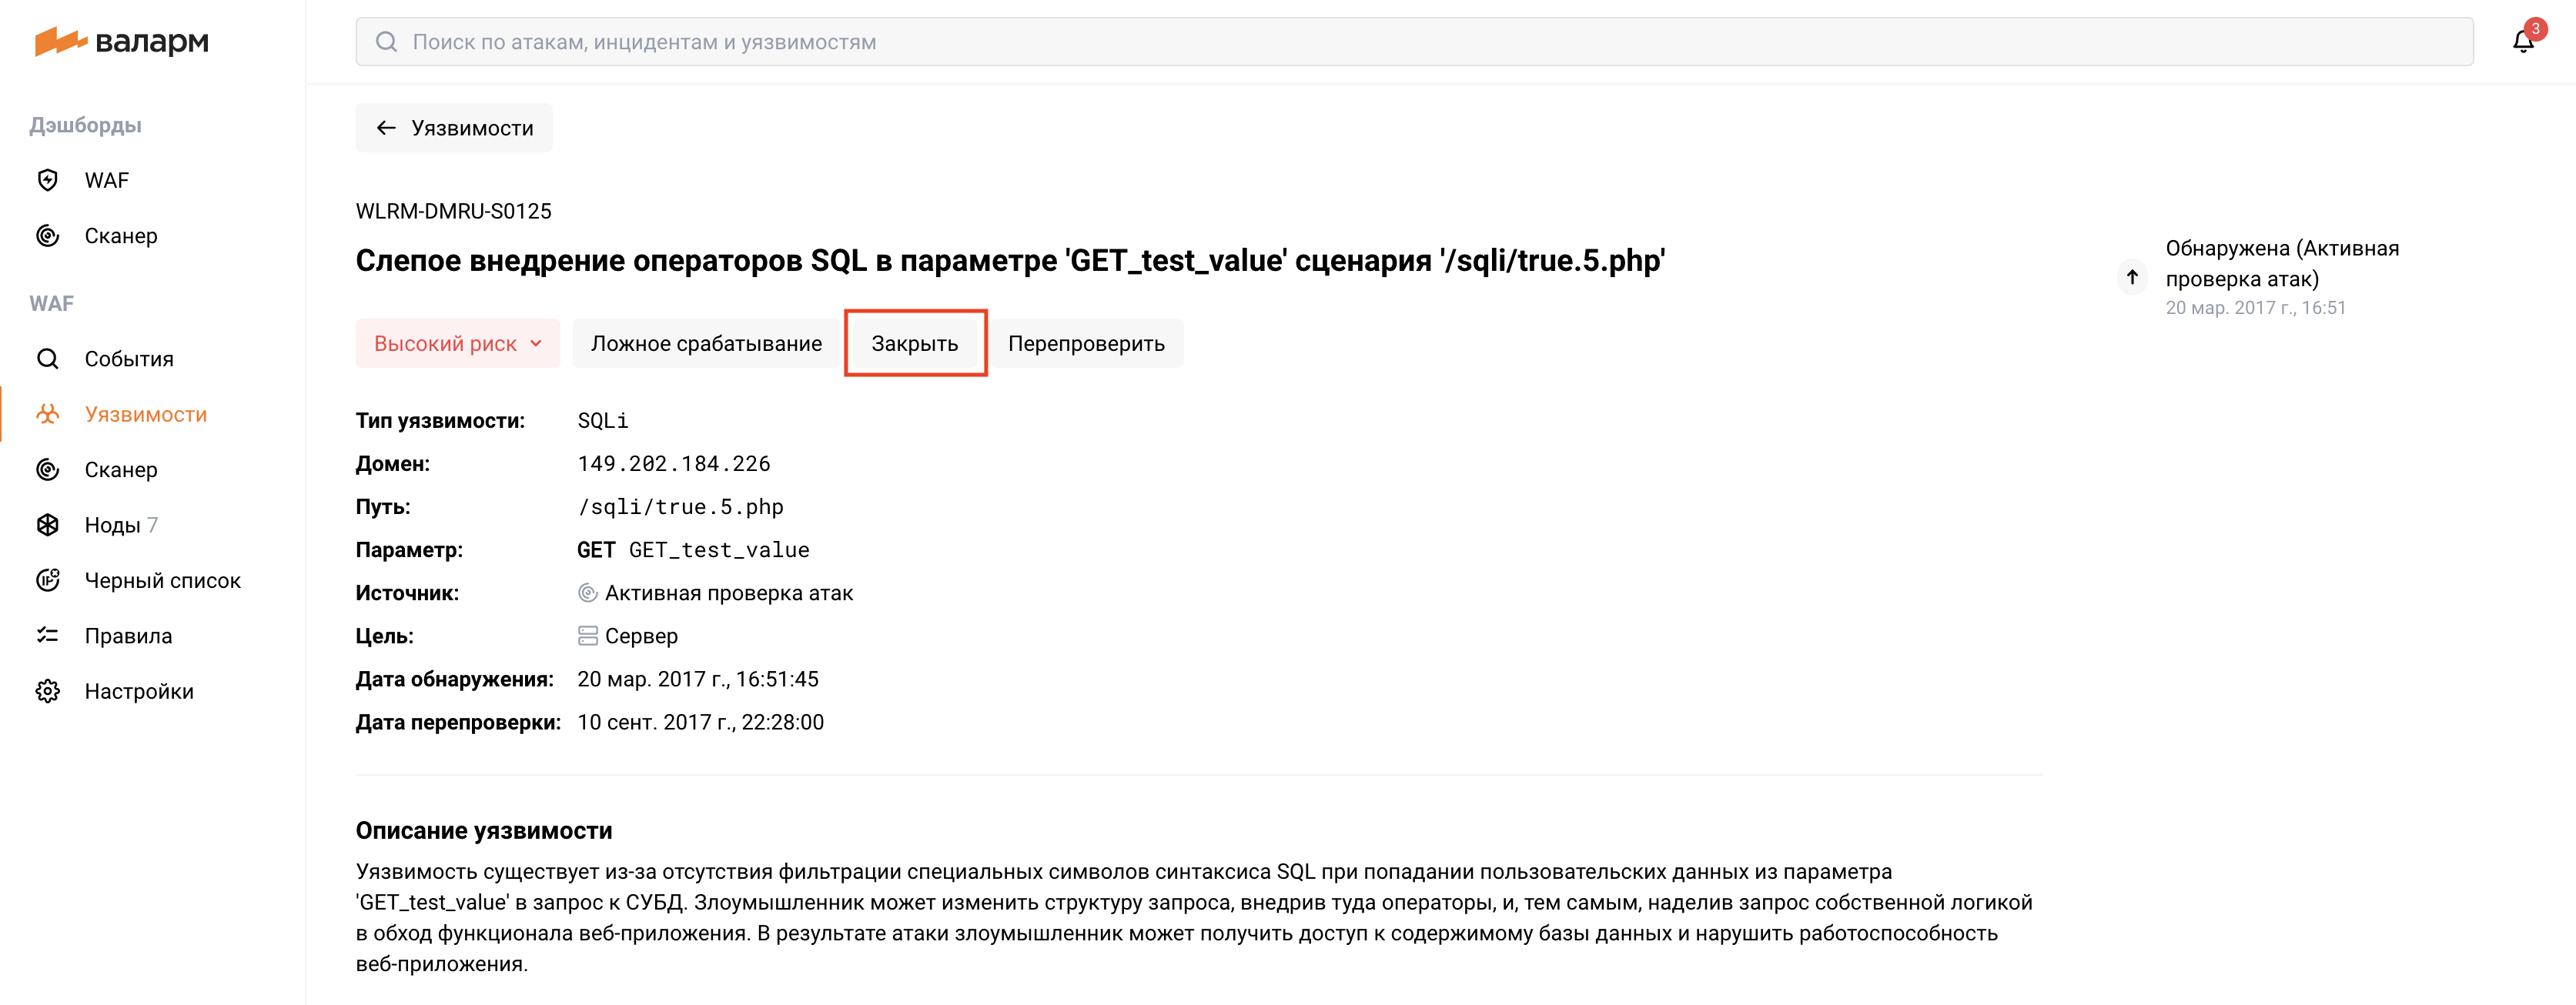 валарм
Поиск по атакам, инцидентам и уязвимостям
3
Дэшборды
WAF
Сканер
WAF
События
Уязвимости
Сканер
Ноды 7
Черный список
Правила
Настройки
Уязвимости
WLRM-DMRU-S0125
Слепое внедрение операторов SQL в параметре 'GET_test_value' сценария '/sqli/true.5.php'
Высокий риск
Ложное срабатывание
Закрыть
Перепроверить
Тип уязвимости: SQLi
Домен: 149.202.184.226
Путь: /sqli/true.5.php
Параметр: GET GET_test_value
Источник: Активная проверка атак
Цель: Сервер
Дата обнаружения: 20 мар. 2017 г., 16:51:45
Дата перепроверки: 10 сент. 2017 г., 22:28:00
Описание уязвимости
Уязвимость существует из-за отсутствия фильтрации специальных символов синтаксиса SQL при попадании пользовательских данных из параметра
'GET_test_value' в запрос к СУБД. Злоумышленник может изменить структуру запроса, внедрив туда операторы, и, тем самым, наделив запрос собственной логикой
в обход функционала веб-приложения. В результате атаки злоумышленник может получить доступ к содержимому базы данных и нарушить работоспособность
веб-приложения.
Обнаружена (Активная
проверка атак)
20 мар. 2017 г., 16:51